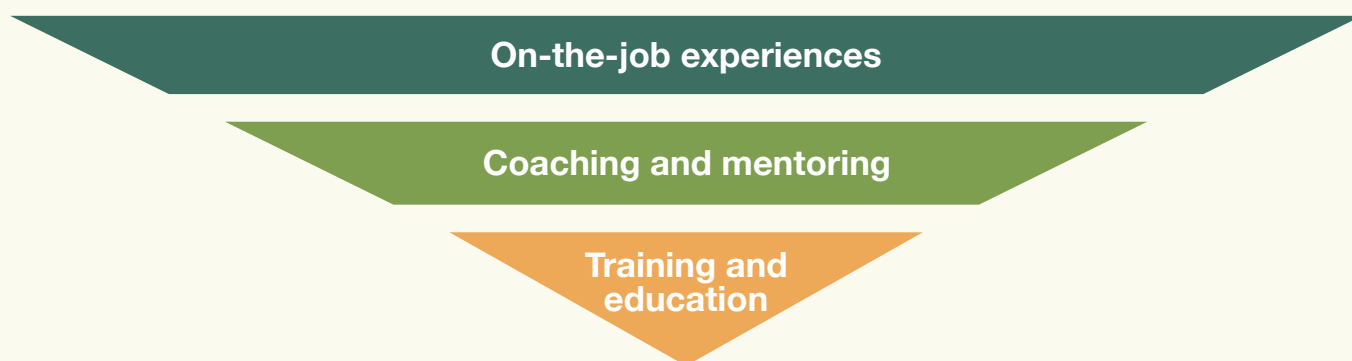 On-the-job experiences
Coaching and mentoring
Training and
education